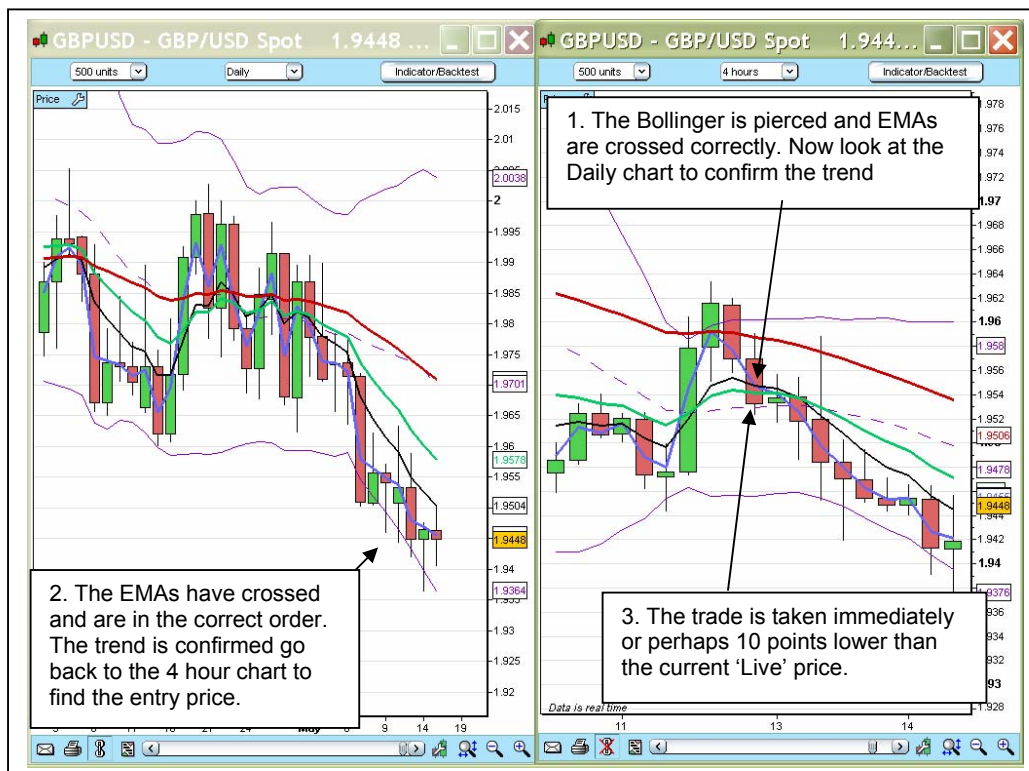 GBPUSD - GBP/USD Spot 1.9448 ...
500 units Daily Indicator/Backtest
Price
2.015
2.01
2.0038
2
1.995
1.99
1.985
1.98
1.975
1.9701
1.965
1.96
1.9578
1.955
1.9504
1.9448
1.94
1.9364
1.93
1.925
1.92
2. The EMAs have crossed
and are in the correct order.
The trend is confirmed go
back to the 4 hour chart to
find the entry price.
24 May 9 14 19
GBPUSD - GBP/USD Spot 1.944...
500 units 4 hours Indicator/Backtest
1. The Bollinger is pierced and EMAs
are crossed correctly. Now look at the
Daily chart to confirm the trend
1.978
1.976
1.974
1.972
1.97
1.968
1.966
1.964
1.962
1.96
1.958
1.956
1.954
1.952
1.9506
1.9478
1.9448
1.944
1.942
1.94
1.9376
936
934
932
93
1.928
3. The trade is taken immediately
or perhaps 10 points lower than
the current ‘Live’ price.
Data is real time
11 13 14